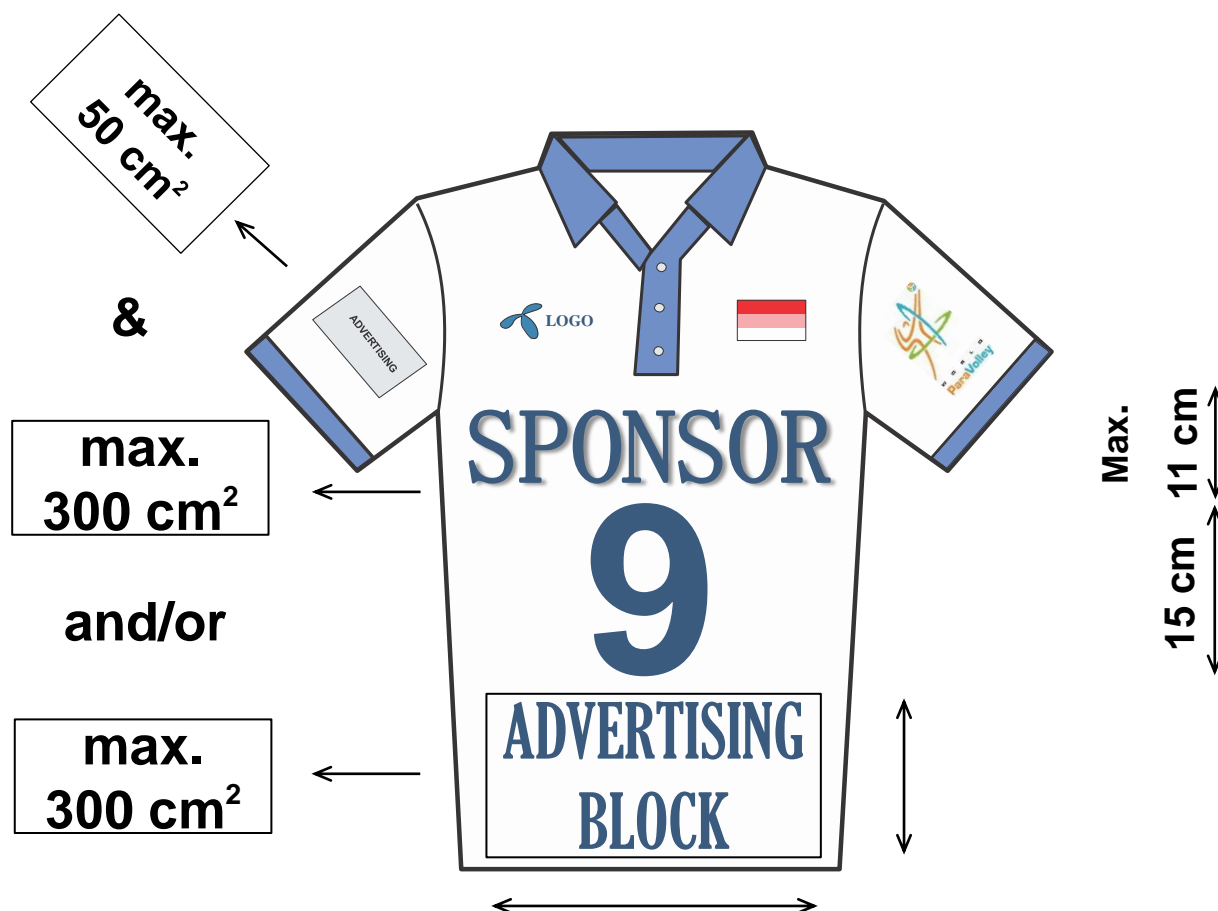 max.
50 cm²
&
ADVERTISING
LOGO
WORLD
ParaVolley
SPONSOR
max.
300 cm²
Max.
11 cm
9
15 cm
and/or
ADVERTISING
BLOCK
max.
300 cm²